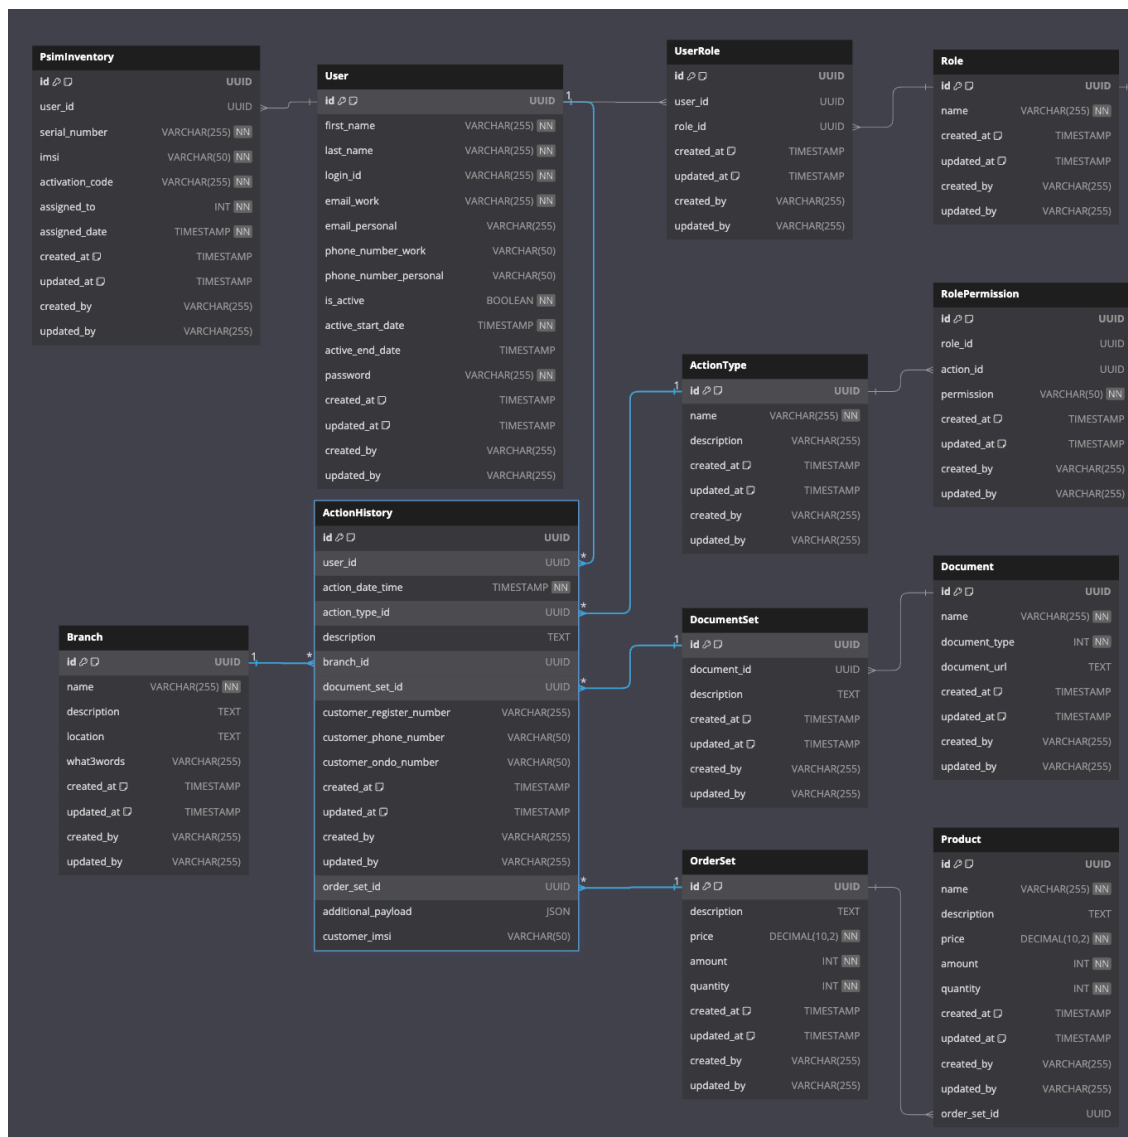 PsimInventory
id UUID
user_id UUID
serial_number VARCHAR(255) NN
imsi VARCHAR(50) NN
activation_code VARCHAR(255) NN
assigned_to INT NN
assigned_date TIMESTAMP NN
created_at TIMESTAMP
updated_at TIMESTAMP
created_by VARCHAR(255)
updated_by VARCHAR(255)
User
id UUID
1
first_name VARCHAR(255) NN
last_name VARCHAR(255) NN
login_id VARCHAR(255) NN
email_work VARCHAR(255) NN
email_personal VARCHAR(255)
phone_number_work VARCHAR(50)
phone_number_personal VARCHAR(50)
is_active BOOLEAN NN
active_start_date TIMESTAMP NN
active_end_date TIMESTAMP
password VARCHAR(255) NN
created_at TIMESTAMP
updated_at TIMESTAMP
created_by VARCHAR(255)
updated_by VARCHAR(255)
UserRole
id UUID
user_id UUID
role_id UUID
created_at TIMESTAMP
updated_at TIMESTAMP
created_by VARCHAR(255)
updated_by VARCHAR(255)
Role
id UUID
name VARCHAR(255) NN
created_at TIMESTAMP
updated_at TIMESTAMP
created_by VARCHAR(255)
updated_by VARCHAR(255)
RolePermission
id UUID
role_id UUID
action_id UUID
permission VARCHAR(50) NN
created_at TIMESTAMP
updated_at TIMESTAMP
created_by VARCHAR(255)
updated_by VARCHAR(255)
ActionType
1
id UUID
name VARCHAR(255) NN
description VARCHAR(255)
created_at TIMESTAMP
updated_at TIMESTAMP
created_by VARCHAR(255)
updated_by VARCHAR(255)
ActionHistory
id UUID
user_id UUID *
action_date_time TIMESTAMP NN
action_type_id UUID *
description TEXT
* branch_id UUID
document_set_id UUID *
customer_register_number VARCHAR(255)
customer_phone_number VARCHAR(50)
customer_ondo_number VARCHAR(50)
created_at TIMESTAMP
updated_at TIMESTAMP
created_by VARCHAR(255)
updated_by VARCHAR(255)
order_set_id UUID *
additional_payload JSON
customer_imsi VARCHAR(50)
Branch
id UUID 1
name VARCHAR(255) NN
description TEXT
location TEXT
what3words VARCHAR(255)
created_at TIMESTAMP
updated_at TIMESTAMP
created_by VARCHAR(255)
updated_by VARCHAR(255)
DocumentSet
1
id UUID
document_id UUID
description TEXT
created_at TIMESTAMP
updated_at TIMESTAMP
created_by VARCHAR(255)
updated_by VARCHAR(255)
Document
id UUID
name VARCHAR(255) NN
document_type INT NN
document_url TEXT
created_at TIMESTAMP
updated_at TIMESTAMP
created_by VARCHAR(255)
updated_by VARCHAR(255)
OrderSet
1
id UUID
description TEXT
price DECIMAL(10,2) NN
amount INT NN
quantity INT NN
created_at TIMESTAMP
updated_at TIMESTAMP
created_by VARCHAR(255)
updated_by VARCHAR(255)
Product
id UUID
name VARCHAR(255) NN
description TEXT
price DECIMAL(10,2) NN
amount INT NN
quantity INT NN
created_at TIMESTAMP
updated_at TIMESTAMP
created_by VARCHAR(255)
updated_by VARCHAR(255)
order_set_id UUID